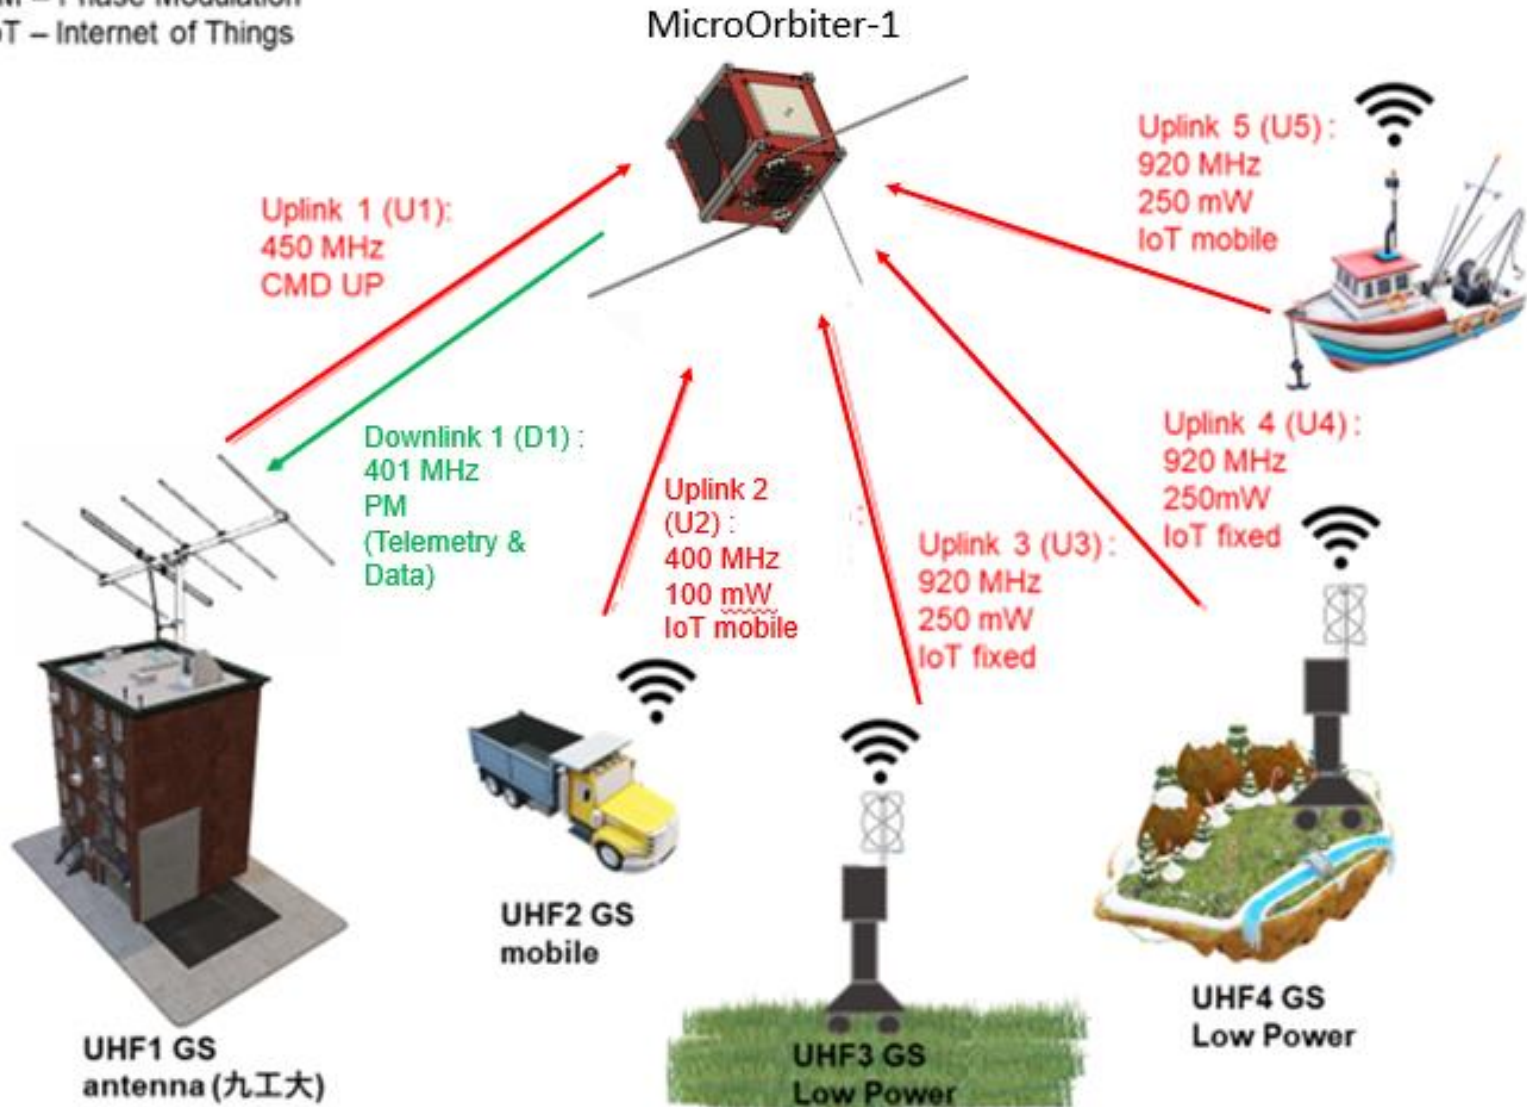 – Phase Modulation
– Internet of Things
MicroOrbiter-1
Uplink 1 (U1):
450 MHz
CMD UP
Downlink 1 (D1) :
401 MHz
PM
(Telemetry &
Data)
Uplink 2
(U2) :
400 MHz
100 mW
IoT mobile
Uplink 3 (U3) :
920 MHz
250 mW
IoT fixed
Uplink 4 (U4) :
920 MHz
250mW
IoT fixed
Uplink 5 (U5) :
920 MHz
250 mW
IoT mobile
UHF1 GS
antenna (九工大)
UHF2 GS
mobile
UHF3 GS
Low Power
UHF4 GS
Low Power